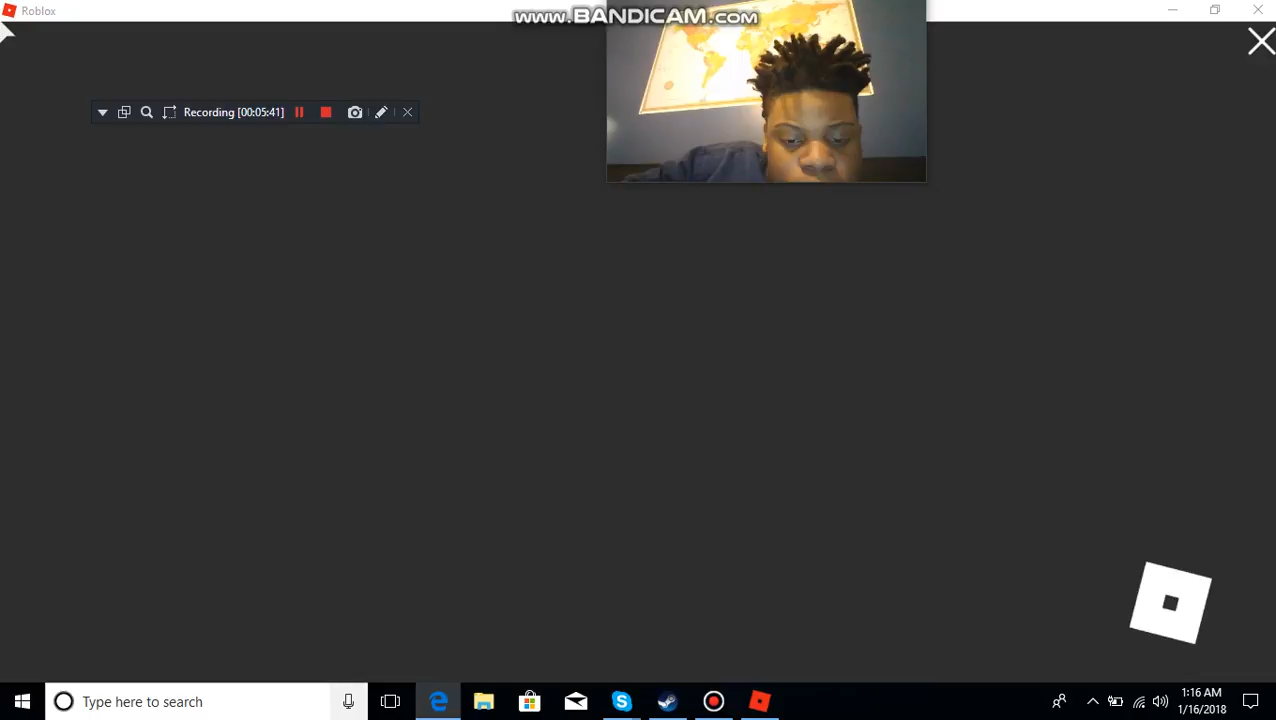 Roblox
www.BANDICAM.com
Recording [00:05:41]
Type here to search
1:16 AM
1/16/2018